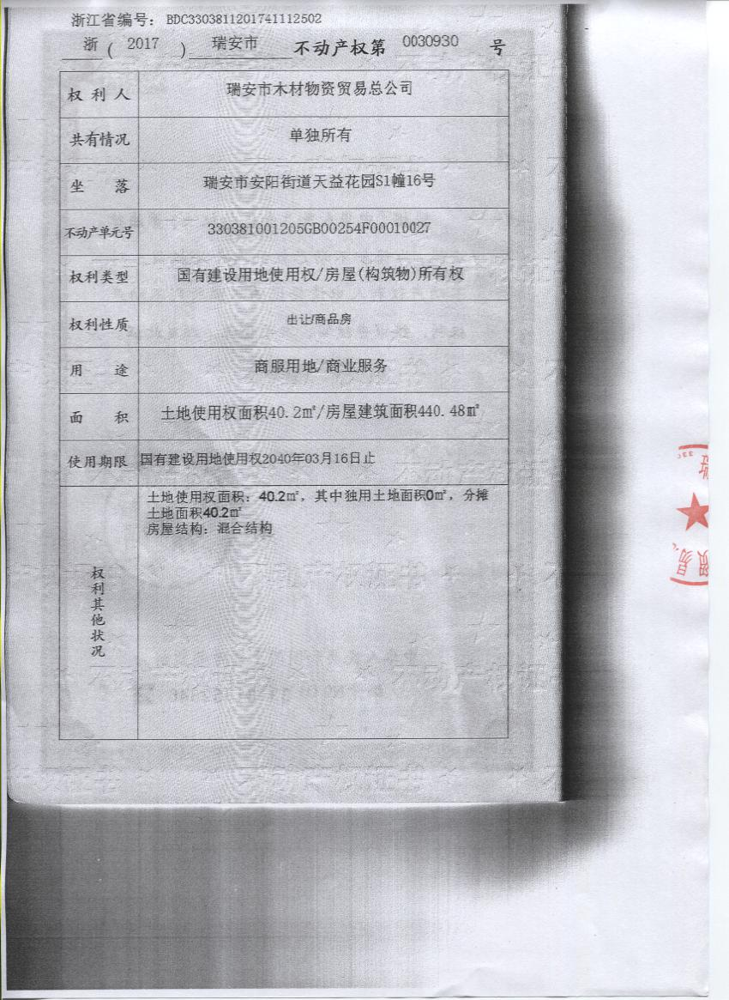 浙江省编号： BDC3303811201741112502
浙（2017）瑞安市 不动产权第 0030930 号
权利人 瑞安市木材物资贸易总公司
共有情况 单独所有
坐落 瑞安市安阳街道天益花园S1幢16号
不动产单元号 330381001205GB00254F00010027
权利类型 国有建设用地使用权/房屋(构筑物)所有权
权利性质 出让/商品房
用途 商服用地/商业服务
面积 土地使用权面积40.2㎡/房屋建筑面积440.48㎡
使用期限 国有建设用地使用权2040年03月16日止
权利其他状况
土地使用权面积：40.2㎡，其中独用土地面积0㎡，分摊
土地面积40.2㎡
房屋结构：混合结构